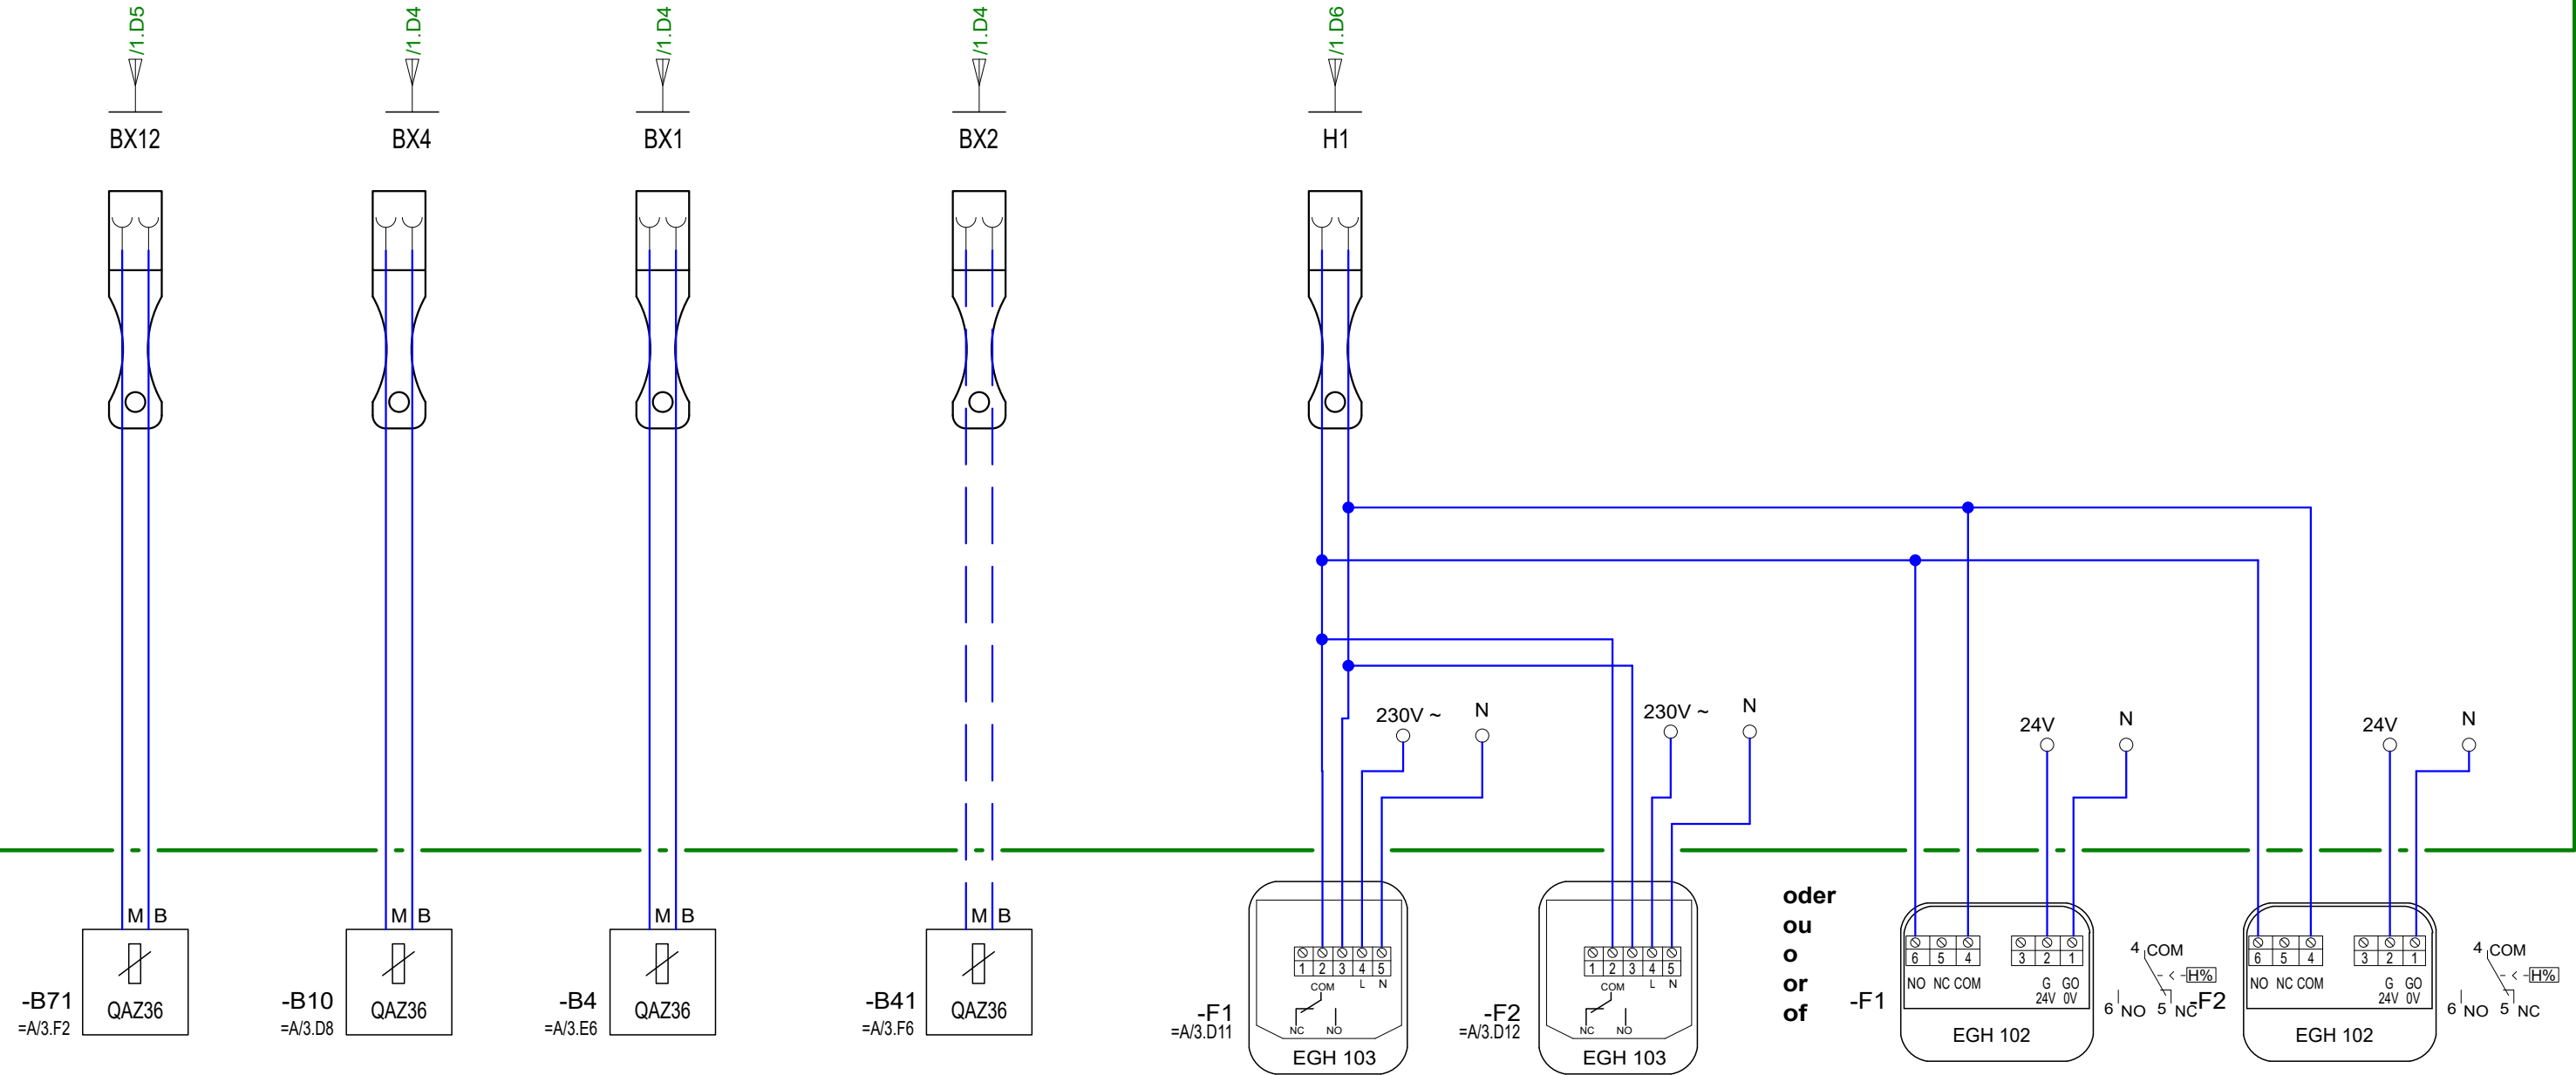 /1.D5
/1.D4
/1.D4
/1.D4
/1.D6
BX12
BX4
BX1
BX2
H1
230V ~
N
230V ~
N
24V
N
24V
N
M B
-B71
=A/3.F2
QAZ36
M B
-B10
=A/3.D8
QAZ36
M B
-B4
=A/3.E6
QAZ36
M B
-B41
=A/3.F6
QAZ36
-F1
=A/3.D11
1 2 3 4 5
COM L N
NC NO
EGH 103
-F2
=A/3.D12
1 2 3 4 5
COM L N
NC NO
EGH 103
oder
ou
o
or
of
-F1
6 5 4 3 2 1
NO NC COM G GO
24V 0V
EGH 102
4 COM
H%
6 NO 5 NC
-F2
6 5 4 3 2 1
NO NC COM G GO
24V 0V
EGH 102
4 COM
H%
6 NO 5 NC